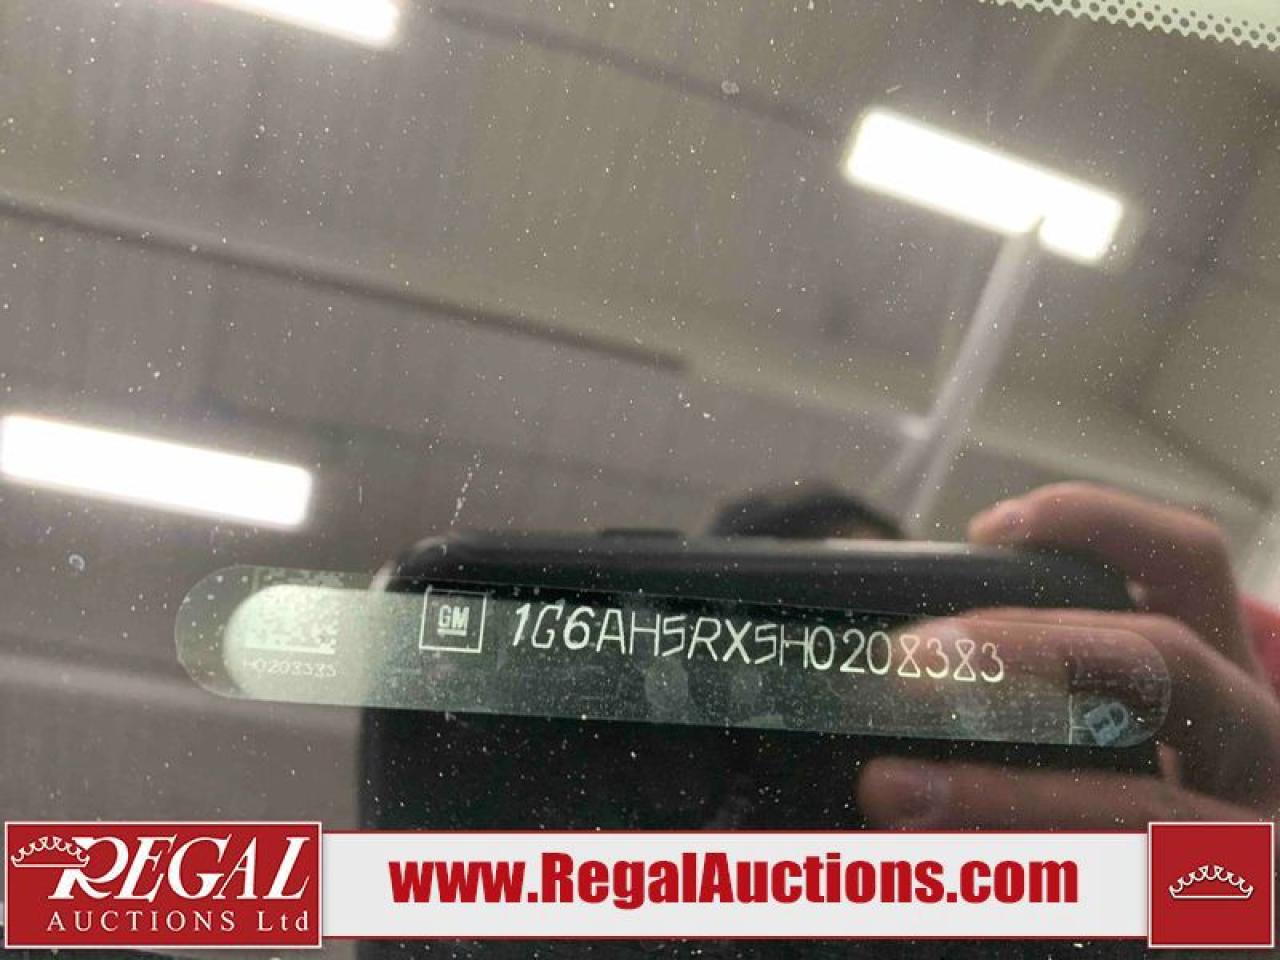 GM 1G6AH5RX5H0208383
REGAL
AUCTIONS Ltd
www.RegalAuctions.com